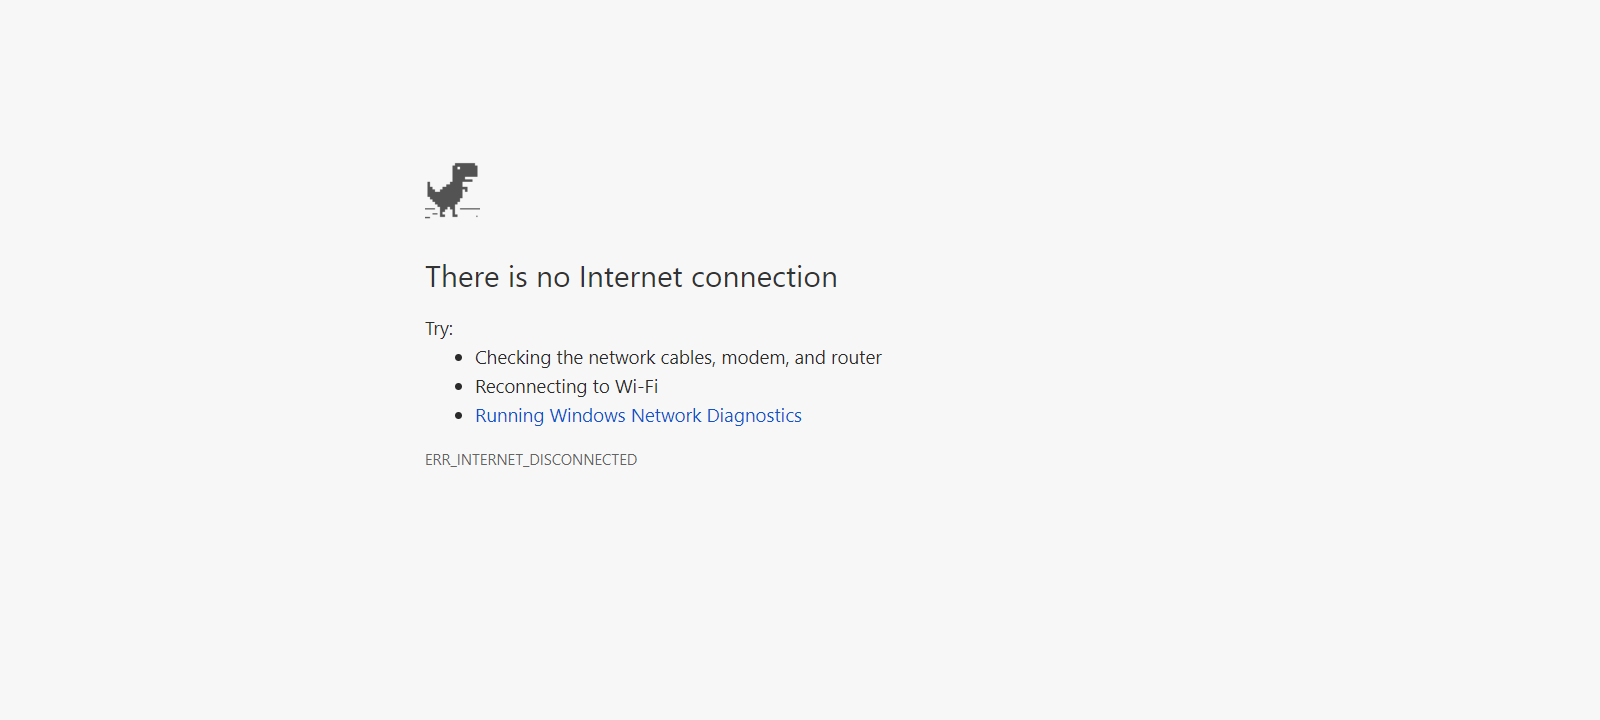 There is no Internet connection
Try:
Checking the network cables, modem, and router
Reconnecting to Wi-Fi
Running Windows Network Diagnostics
ERR_INTERNET_DISCONNECTED